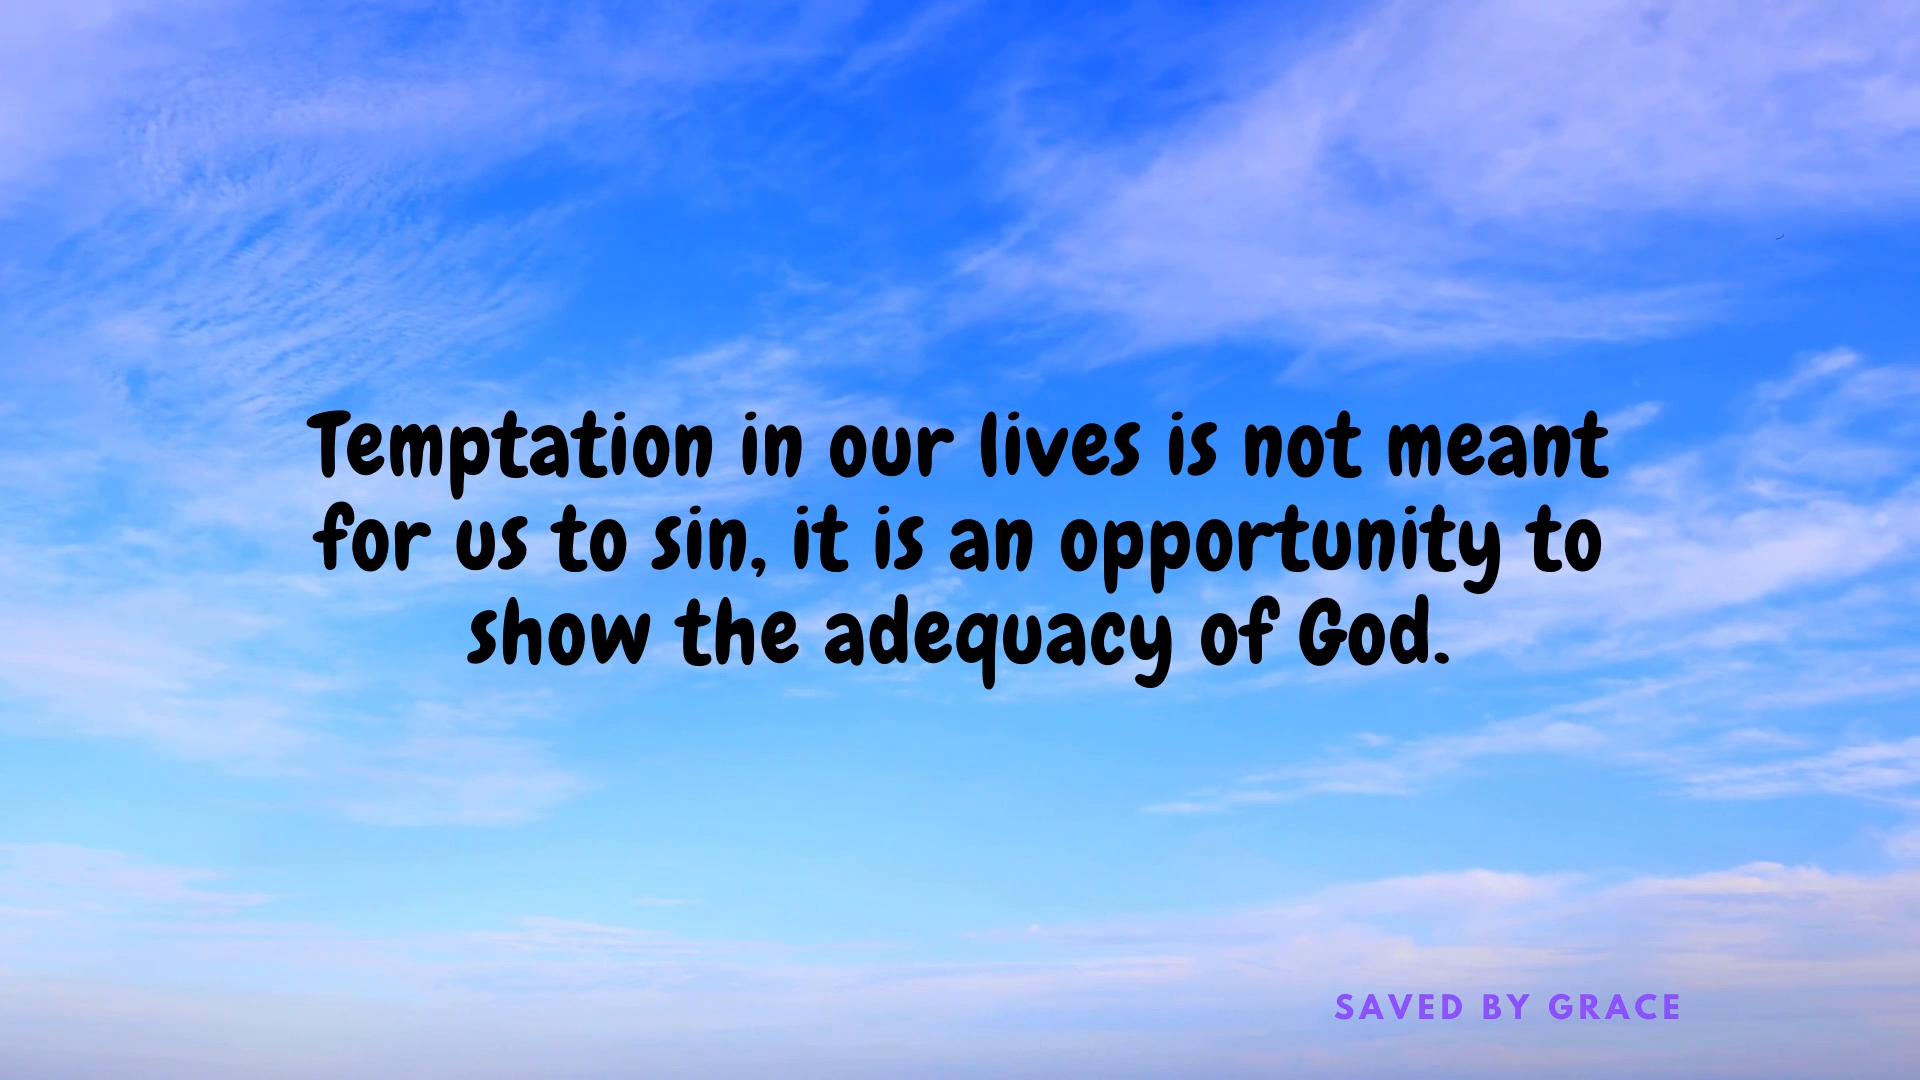 Temptation in our lives is not meant
for us to sin, it is an opportunity to
show the adequacy of God.
SAVED BY GRACE